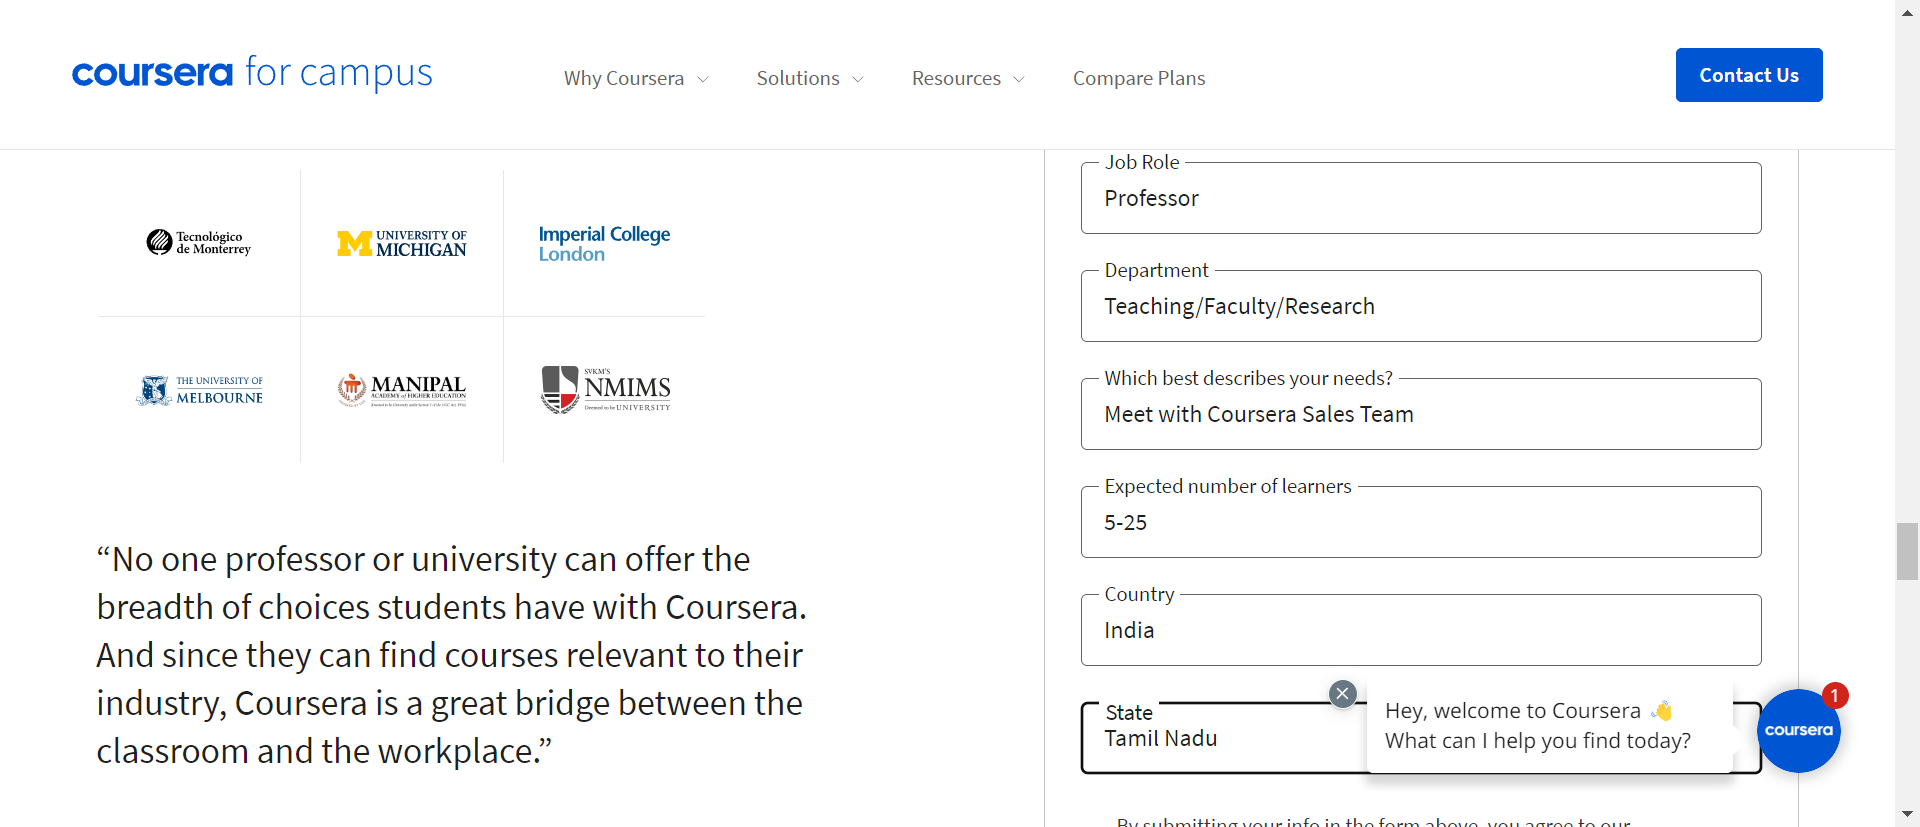 coursera for campus
Why Coursera
Solutions
Resources
Compare Plans
Contact Us
Tecnológico
de Monterrey
UNIVERSITY OF
MICHIGAN
Imperial College
London
THE UNIVERSITY OF
MELBOURNE
MANIPAL
ACADEMY of HIGHER EDUCATION
SVKM'S
NMIMS
Deemed to be UNIVERSITY
“No one professor or university can offer the
breadth of choices students have with Coursera.
And since they can find courses relevant to their
industry, Coursera is a great bridge between the
classroom and the workplace.”
Job Role
Professor
Department
Teaching/Faculty/Research
Which best describes your needs?
Meet with Coursera Sales Team
Expected number of learners
5-25
Country
India
State
Tamil Nadu
Hey, welcome to Coursera 👋
What can I help you find today?
1
coursera
By submitting your info in the form above, you agree to our